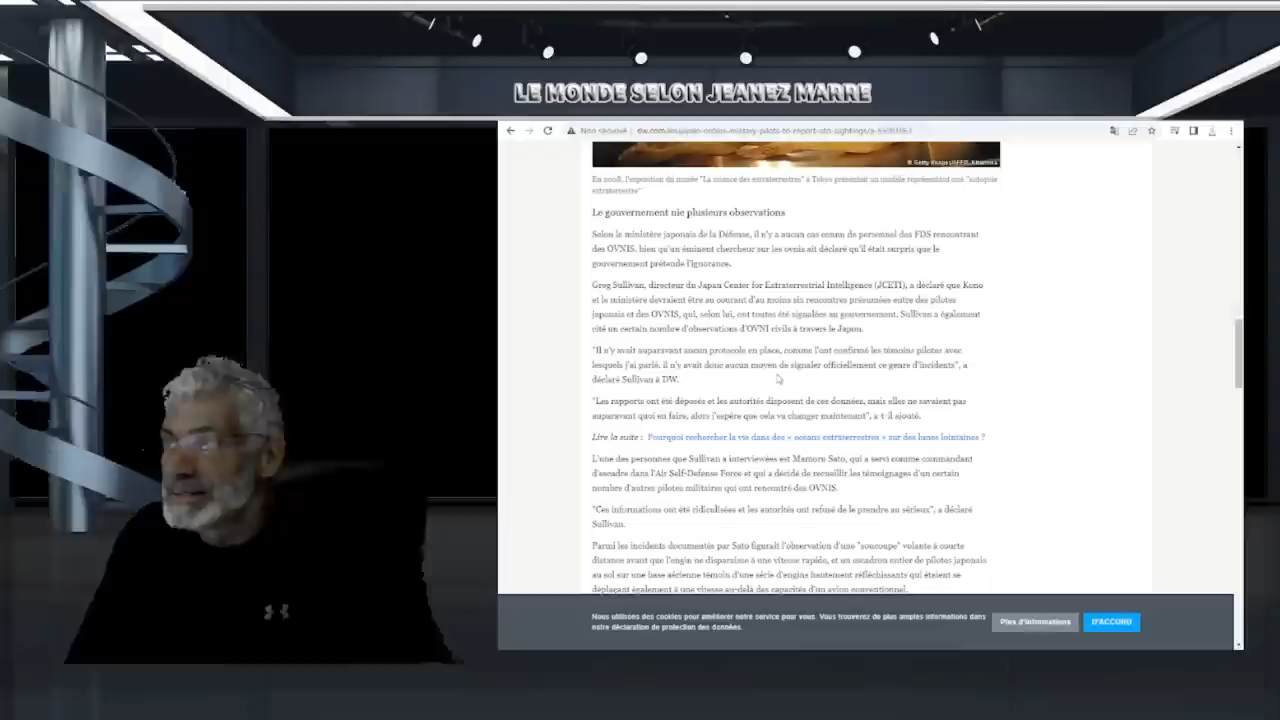 LE MONDE SELON JEANEZ MARRE
Non sécurisé
© Getty Images/AFP/
En 2008, l'exposition du musée "La science des extraterrestres" à Tokyo présentait un modèle représentant une "autopsie
extraterrestre"
Le gouvernement nie plusieurs observations
Selon le ministère japonais de la Défense, il n'y a aucun cas connu de personnel des FDS rencontrant
des OVNIS, bien qu'un éminent chercheur sur les ovnis ait déclaré qu'il était surpris que le
gouvernement prétende l'ignorance.
Greg Sullivan, directeur du Japan Center for Extraterrestrial Intelligence (JCETI), a déclaré que Kono
et le ministère devraient être au courant d'au moins six rencontres présumées entre des pilotes
japonais et des OVNIS, qui, selon lui, ont toutes été signalées au gouvernement. Sullivan a également
cité un certain nombre d'observations d'OVNI civils à travers le Japon.
"Il n'y avait auparavant aucun protocole en place, comme l'ont confirmé les témoins pilotes avec
lesquels j'ai parlé, il n'y avait donc aucun moyen de signaler officiellement ce genre d'incidents", a
déclaré Sullivan à DW.
"Les rapports ont été déposés et les autorités disposent de ces données, mais elles ne savaient pas
auparavant quoi en faire, alors j'espère que cela va changer maintenant", a-t-il ajouté.
Lire la suite : Pourquoi rechercher la vie dans des « océans extraterrestres » sur des lunes lointaines ?
L'une des personnes que Sullivan a interviewées est Mamoru Sato, qui a servi comme commandant
d'escadre dans l'Air Self-Defense Force et qui a décidé de recueillir les témoignages d'un certain
nombre d'autres pilotes militaires qui ont rencontré des OVNIS.
"Ces informations ont été ridiculisées et les autorités ont refusé de le prendre au sérieux", a déclaré
Sullivan.
Parmi les incidents documentés par Sato figurait l'observation d'une "soucoupe" volante à courte
distance avant que l'engin ne disparaisse à une vitesse rapide, et un escadron entier de pilotes japonais
au sol sur une base aérienne témoin d'une série d'engins hautement réfléchissants qui étaient se
déplaçant également à une vitesse au-delà des capacités d'un avion conventionnel.
Nous utilisons des cookies pour améliorer notre service pour vous. Vous trouverez de plus amples informations dans
notre déclaration de protection des données.
Plus d'informations
D'ACCORD